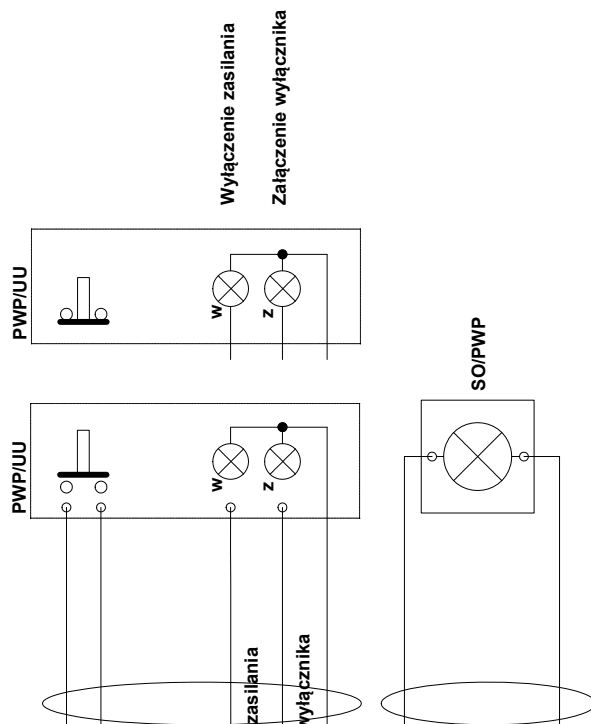 Wyłączenie zasilania
Załączenie wyłącznika
PWP/UU
W
Z
PWP/UU
W
Z
SO/PWP
zasilania
wyłącznika